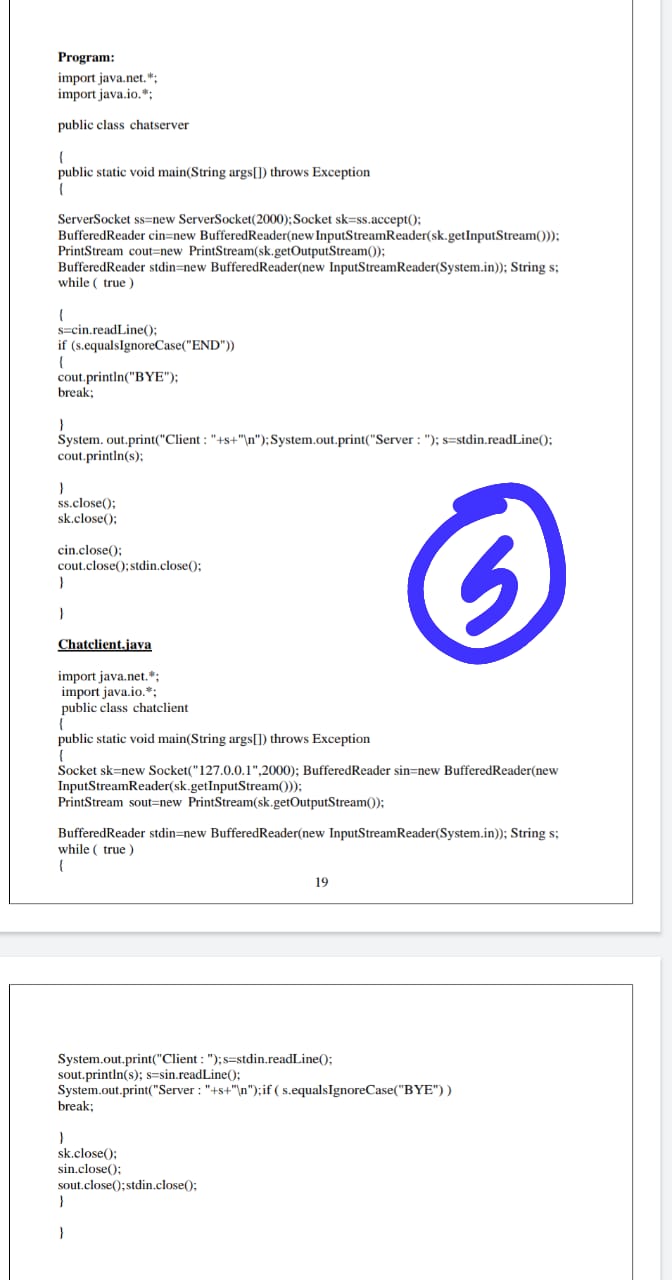 Program:
import java.net.*;
import java.io.*;
public class chatserver
{
public static void main(String args[]) throws Exception
{
ServerSocket ss=new ServerSocket(2000);Socket sk=ss.accept();
BufferedReader cin=new BufferedReader(new InputStreamReader(sk.getInputStream()));
PrintStream cout=new PrintStream(sk.getOutputStream());
BufferedReader stdin=new BufferedReader(new InputStreamReader(System.in)); String s;
while ( true )
{
s=cin.readLine();
if (s.equalsIgnoreCase("END"))
{
cout.println("BYE");
break;
}
System. out.print("Client : "+s+"\n");System.out.print("Server : "); s=stdin.readLine();
cout.println(s);
}
ss.close();
sk.close();
cin.close();
cout.close();stdin.close();
}
}
5
Chatclient.java
import java.net.*;
import java.io.*;
public class chatclient
{
public static void main(String args[]) throws Exception
{
Socket sk=new Socket("127.0.0.1",2000); BufferedReader sin=new BufferedReader(new
InputStreamReader(sk.getInputStream()));
PrintStream sout=new PrintStream(sk.getOutputStream());
BufferedReader stdin=new BufferedReader(new InputStreamReader(System.in)); String s;
while ( true )
{
19
System.out.print("Client : ");s=stdin.readLine();
sout.println(s); s=sin.readLine();
System.out.print("Server : "+s+"\n");if ( s.equalsIgnoreCase("BYE") )
break;
}
sk.close();
sin.close();
sout.close();stdin.close();
}
}